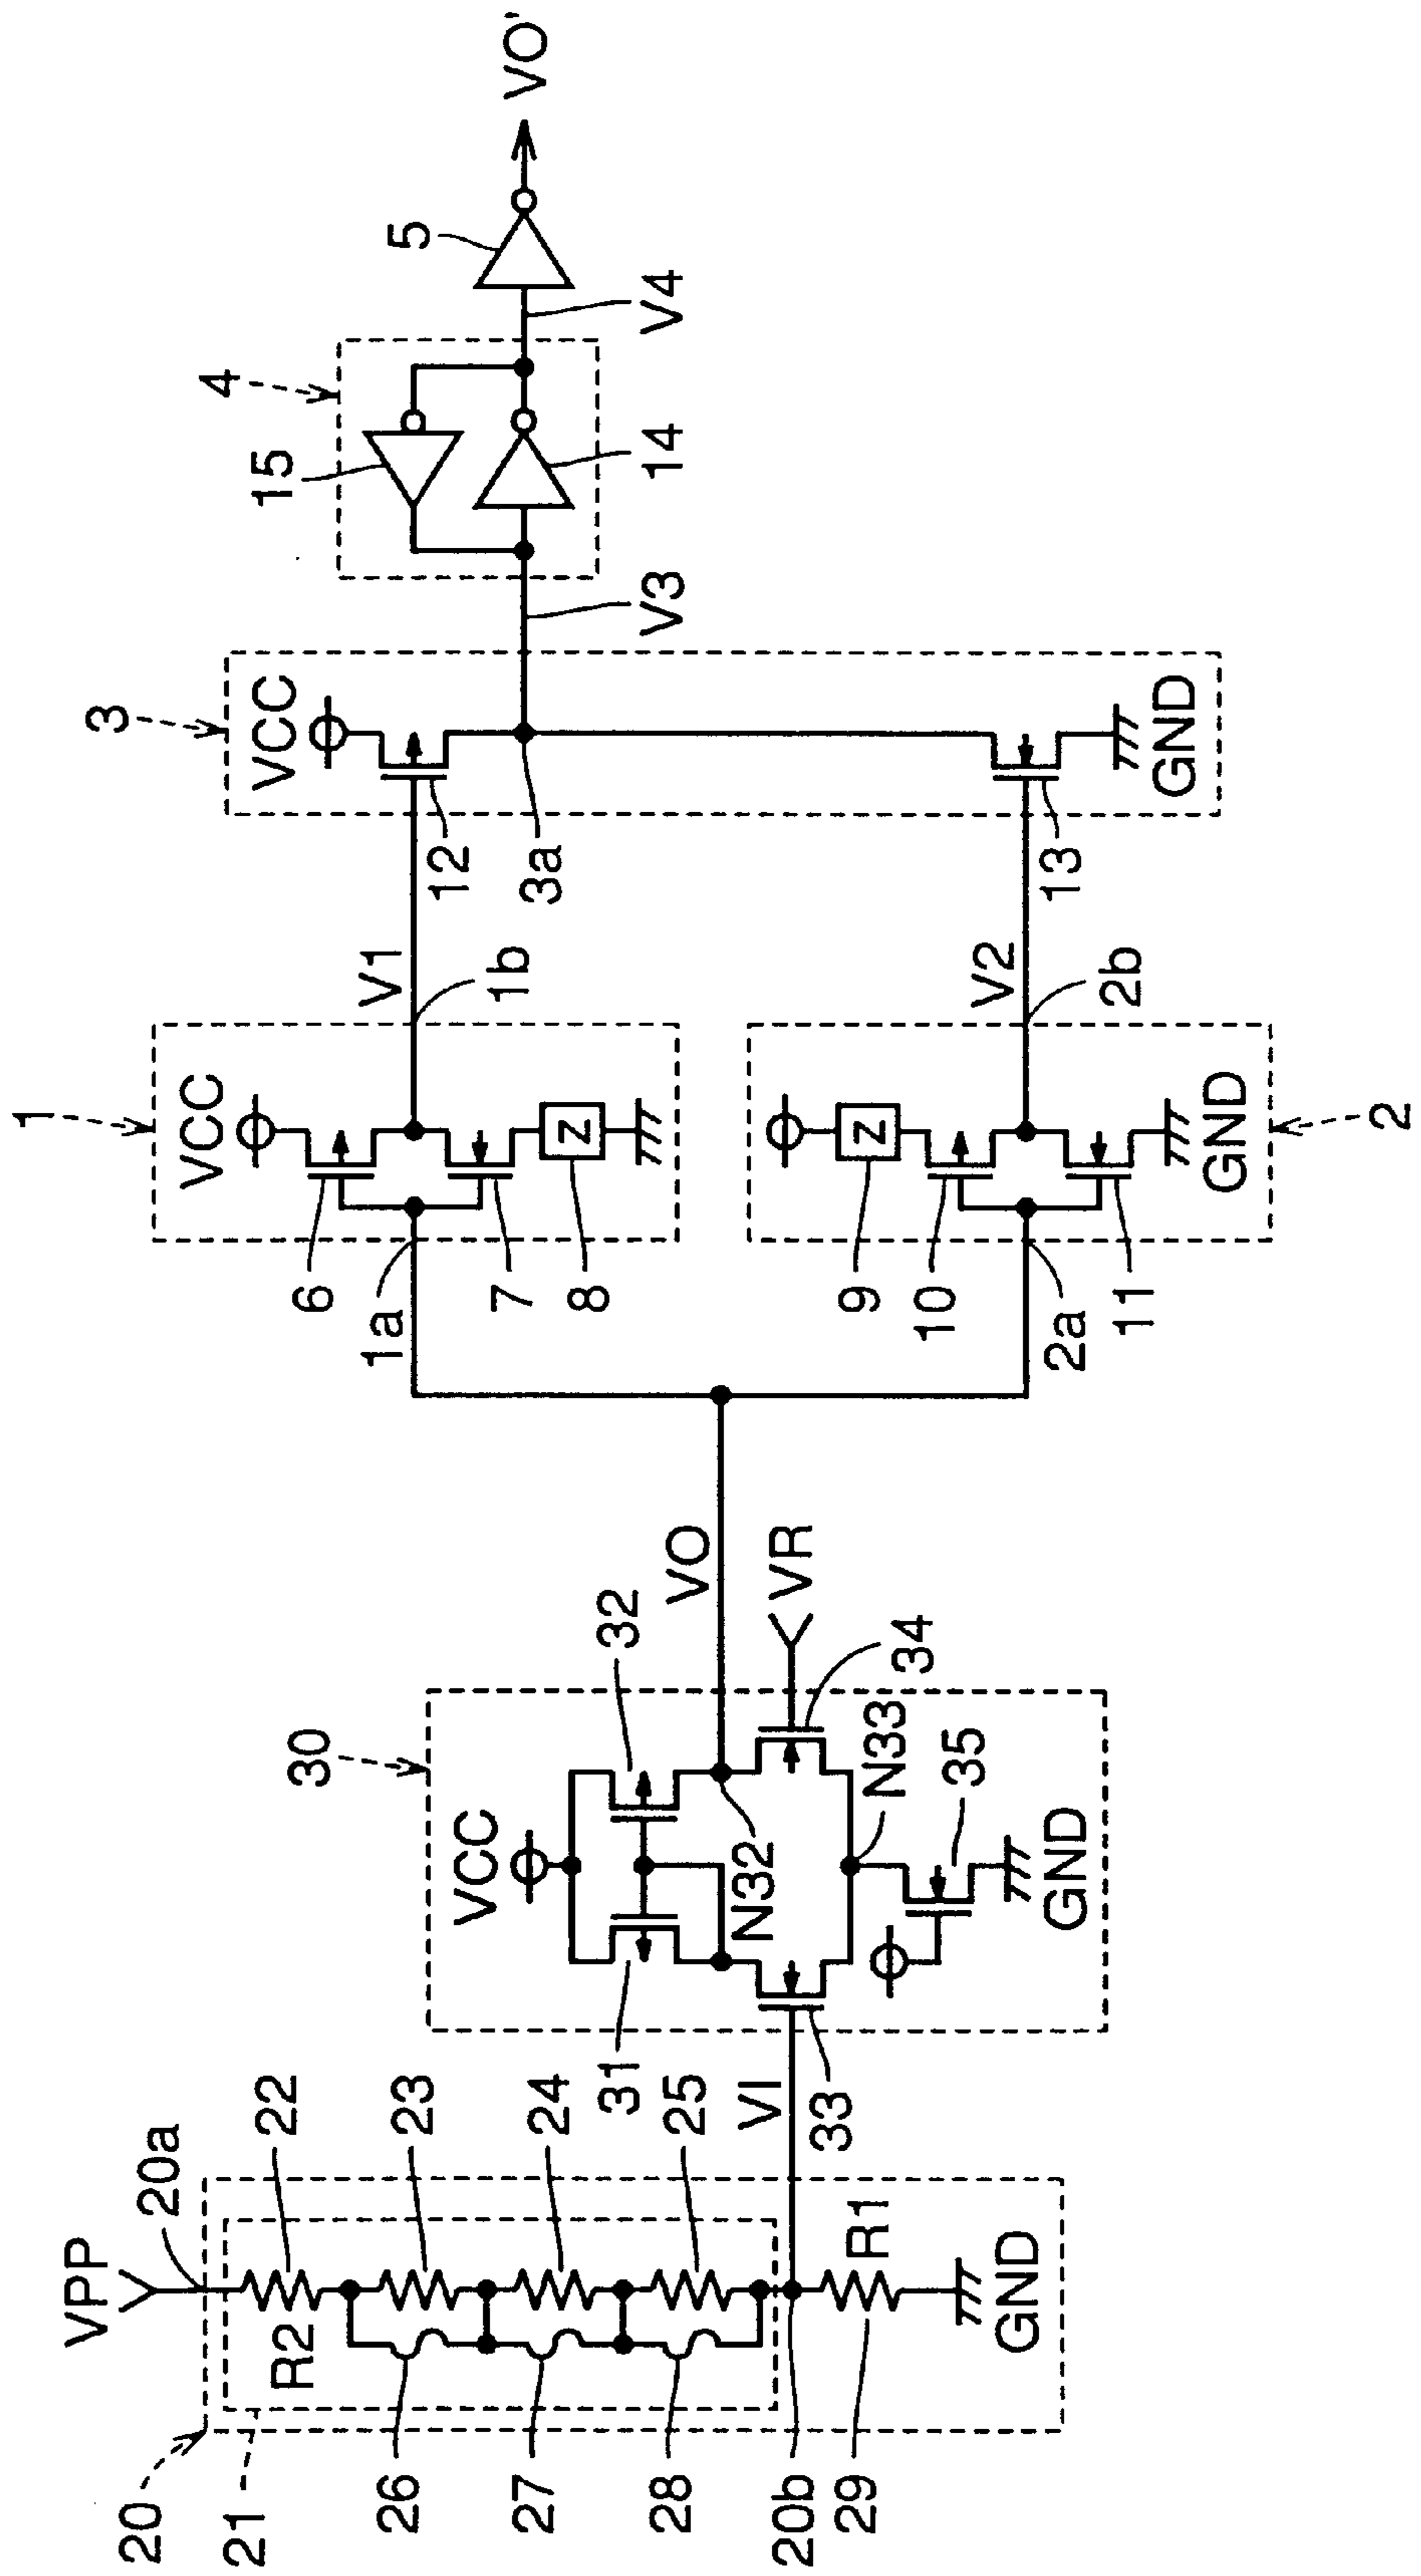 VPP
20a
20
21
R2
22
23
24
25
26
27
28
20b
29
R1
GND
VI
30
VCC
31
32
33
34
35
N32
N33
GND
VR
VO
1
VCC
6
1a
7
8
Z
V1
1b
2
9
Z
10
2a
11
GND
V2
2b
3
VCC
12
3a
13
GND
V3
4
15
14
V4
5
VO'